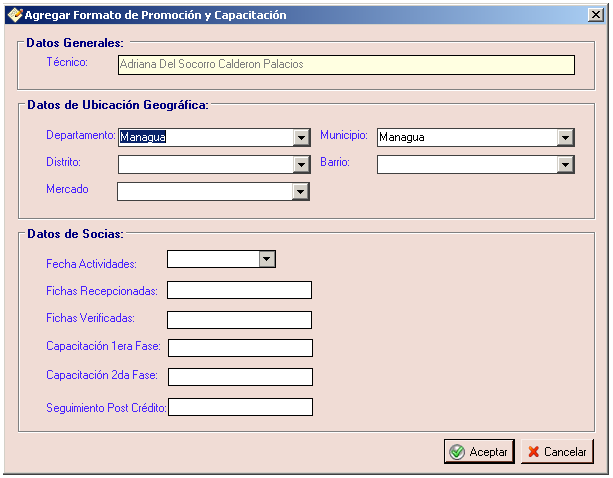 Agregar Formato de Promoción y Capacitación
Datos Generales:
Técnico: Adriana Del Socorro Calderon Palacios
Datos de Ubicación Geográfica:
Departamento: Managua Municipio: Managua
Distrito: Barrio:
Mercado
Datos de Socias:
Fecha Actividades:
Fichas Recepcionadas:
Fichas Verificadas:
Capacitación 1era Fase:
Capacitación 2da Fase:
Seguimiento Post Crédito:
Aceptar Cancelar